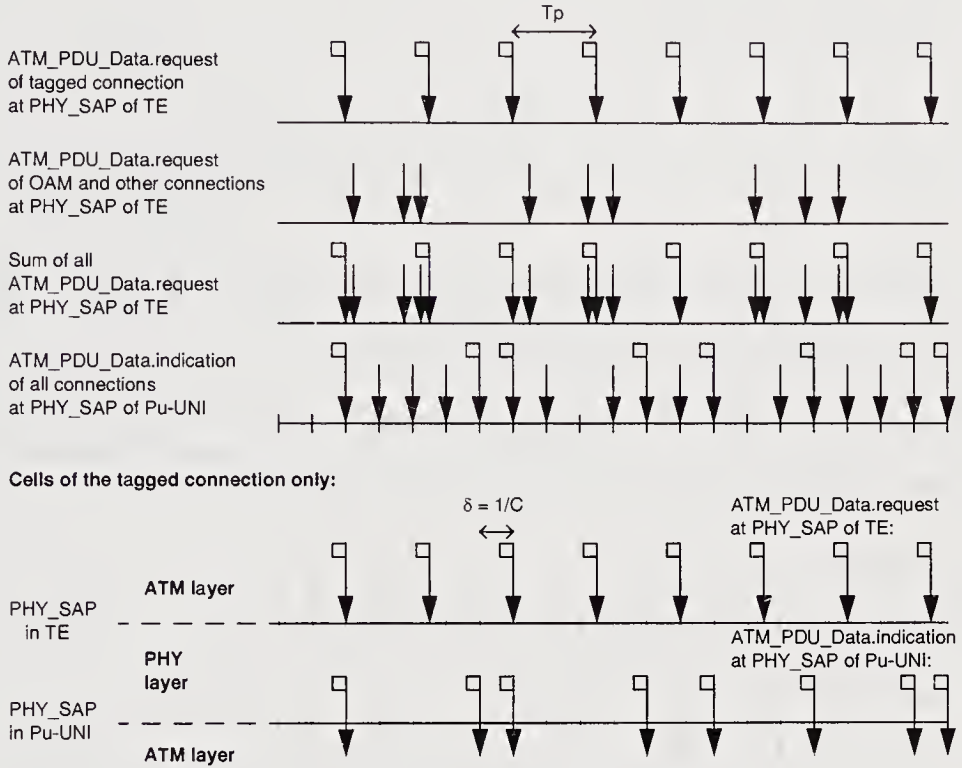 Tp
ATM_PDU_Data.request
of tagged connection
at PHY_SAP of TE
ATM_PDU_Data.request
of OAM and other connections
at PHY_SAP of TE
Sum of all
ATM_PDU_Data.request
at PHY_SAP of TE
ATM_PDU_Data.indication
of all connections
at PHY_SAP of Pu-UNI
Cells of the tagged connection only:
δ = 1/C
ATM_PDU_Data.request
at PHY_SAP of TE:
ATM layer
PHY_SAP
in TE
ATM_PDU_Data.indication
at PHY_SAP of Pu-UNI:
PHY
layer
PHY_SAP
in Pu-UNI
ATM layer